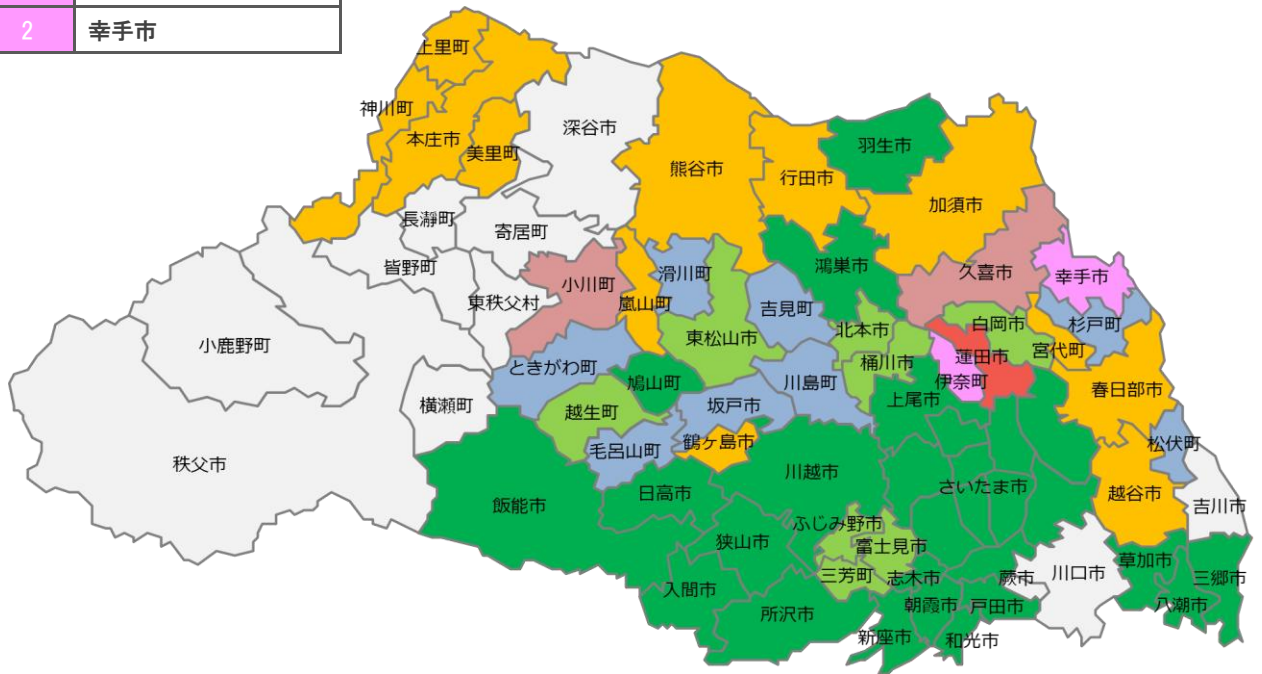 2 幸手市
上里町
神川町
本庄市
美里町
深谷市
熊谷市
行田市
羽生市
加須市
長瀞町
寄居町
皆野町
東秩父村
小川町
嵐山町
滑川町
吉見町
鴻巣市
久喜市
幸手市
小鹿野町
ときがわ町
東松山市
北本市
桶川市
白岡市
杉戸町
宮代町
蓮田市
伊奈町
横瀬町
鳩山町
川島町
上尾市
春日部市
越生町
坂戸市
毛呂山町
鶴ヶ島市
松伏町
秩父市
飯能市
日高市
川越市
さいたま市
越谷市
吉川市
ふじみ野市
狭山市
富士見市
三芳町
志木市
蕨市
川口市
草加市
三郷市
入間市
所沢市
朝霞市
戸田市
八潮市
新座市
和光市